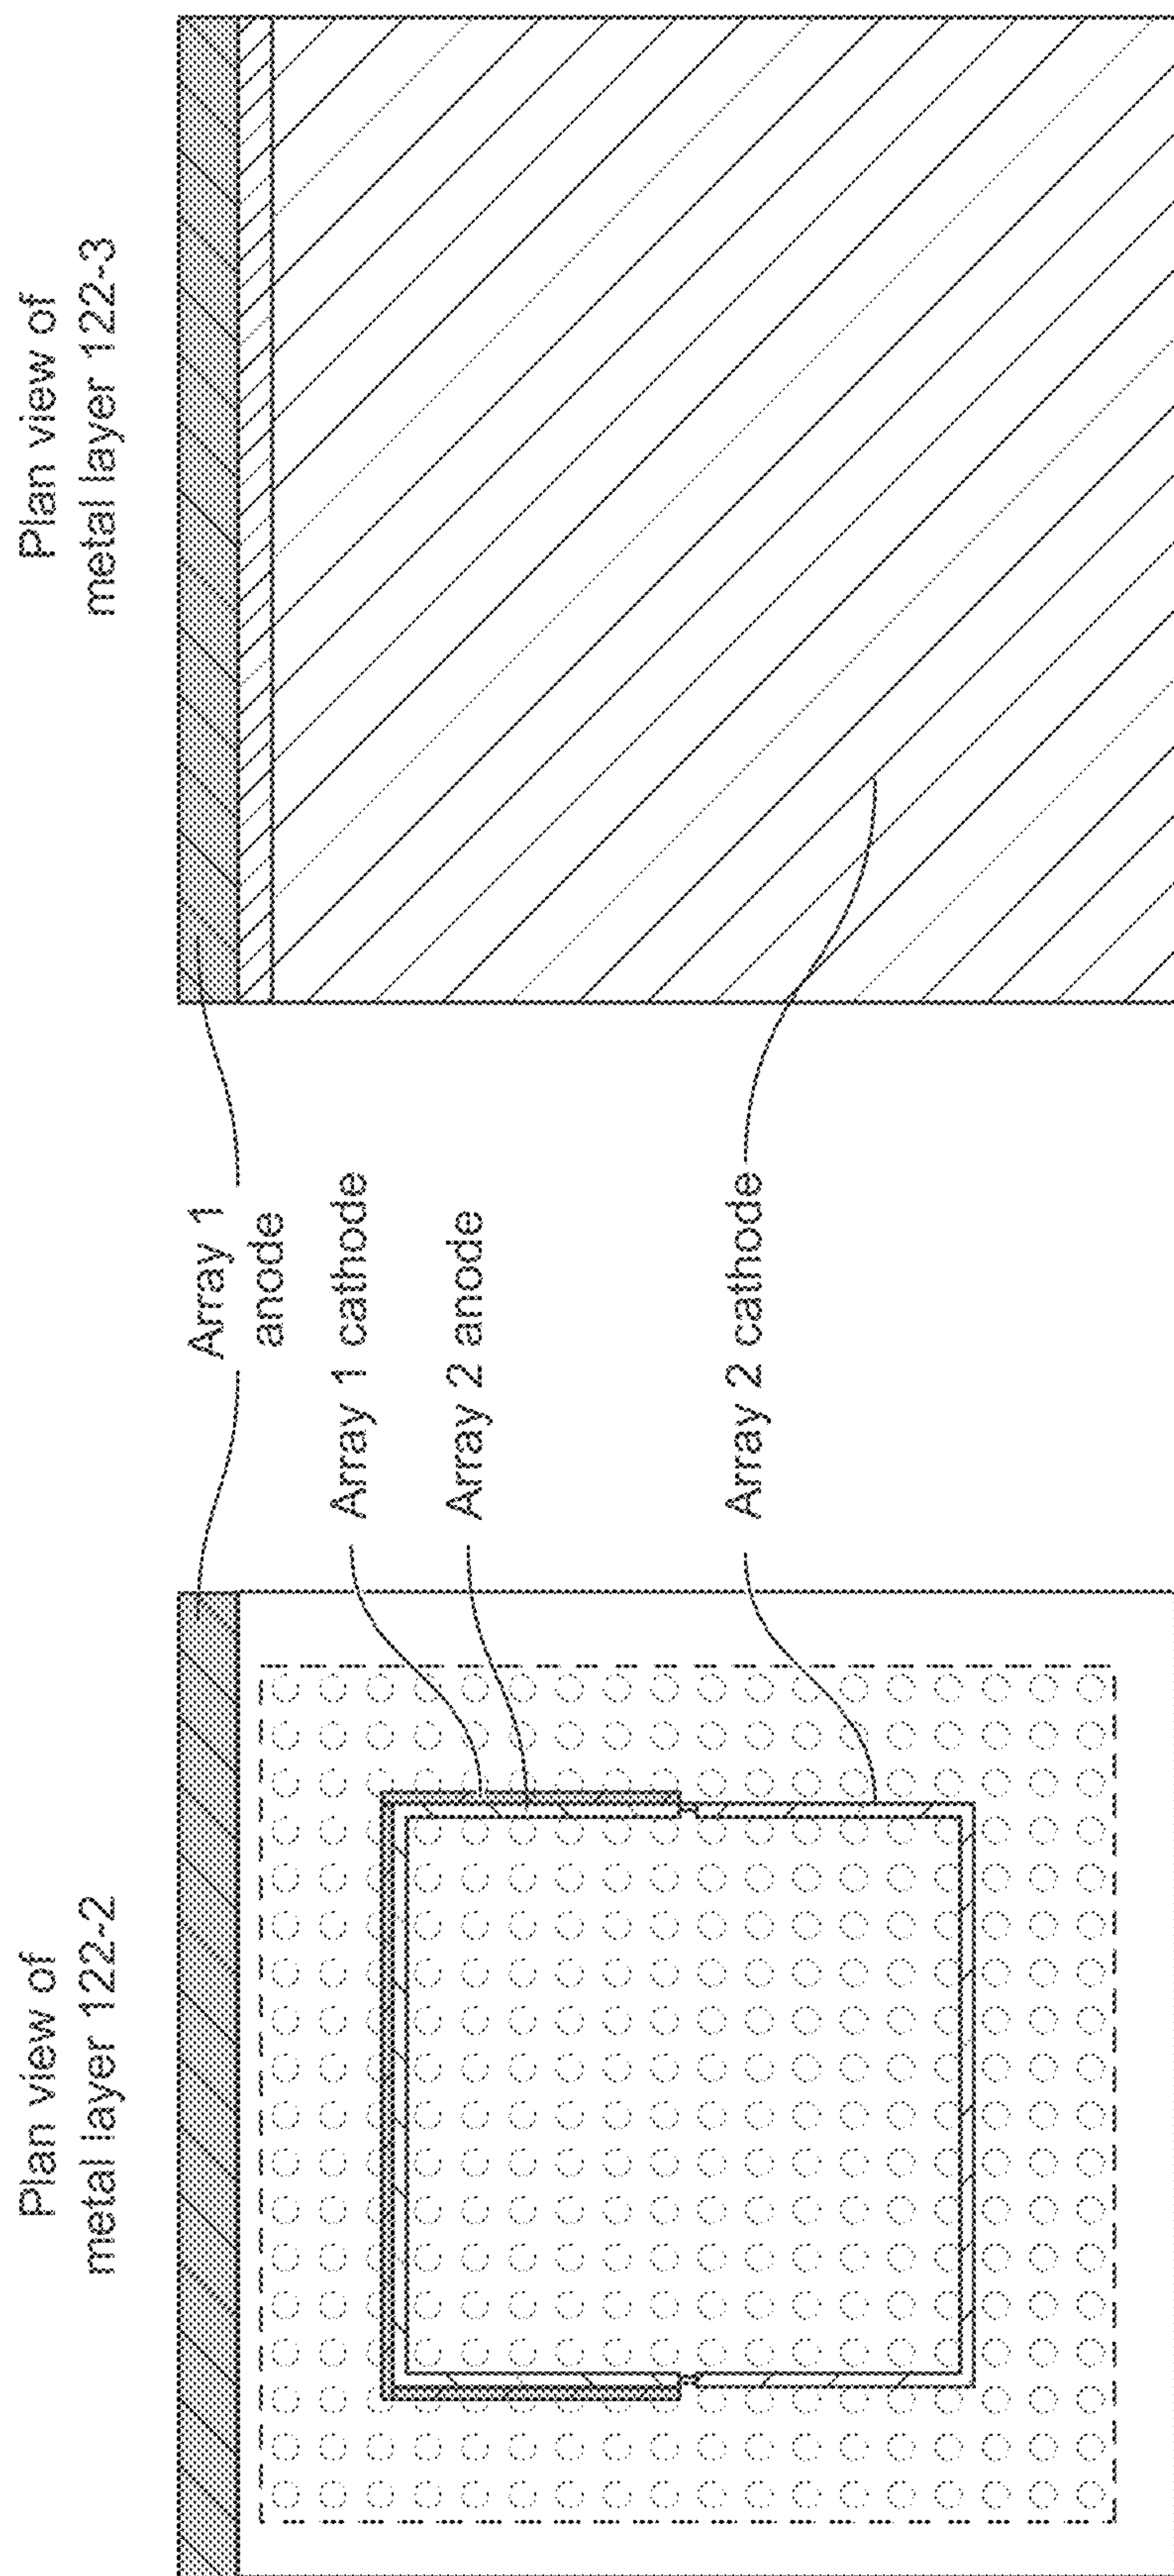 Plan view of
metal layer 122-2
Array 1
anode
Array 1 cathode
Array 2 anode
Array 2 cathode
Plan view of
metal layer 122-3